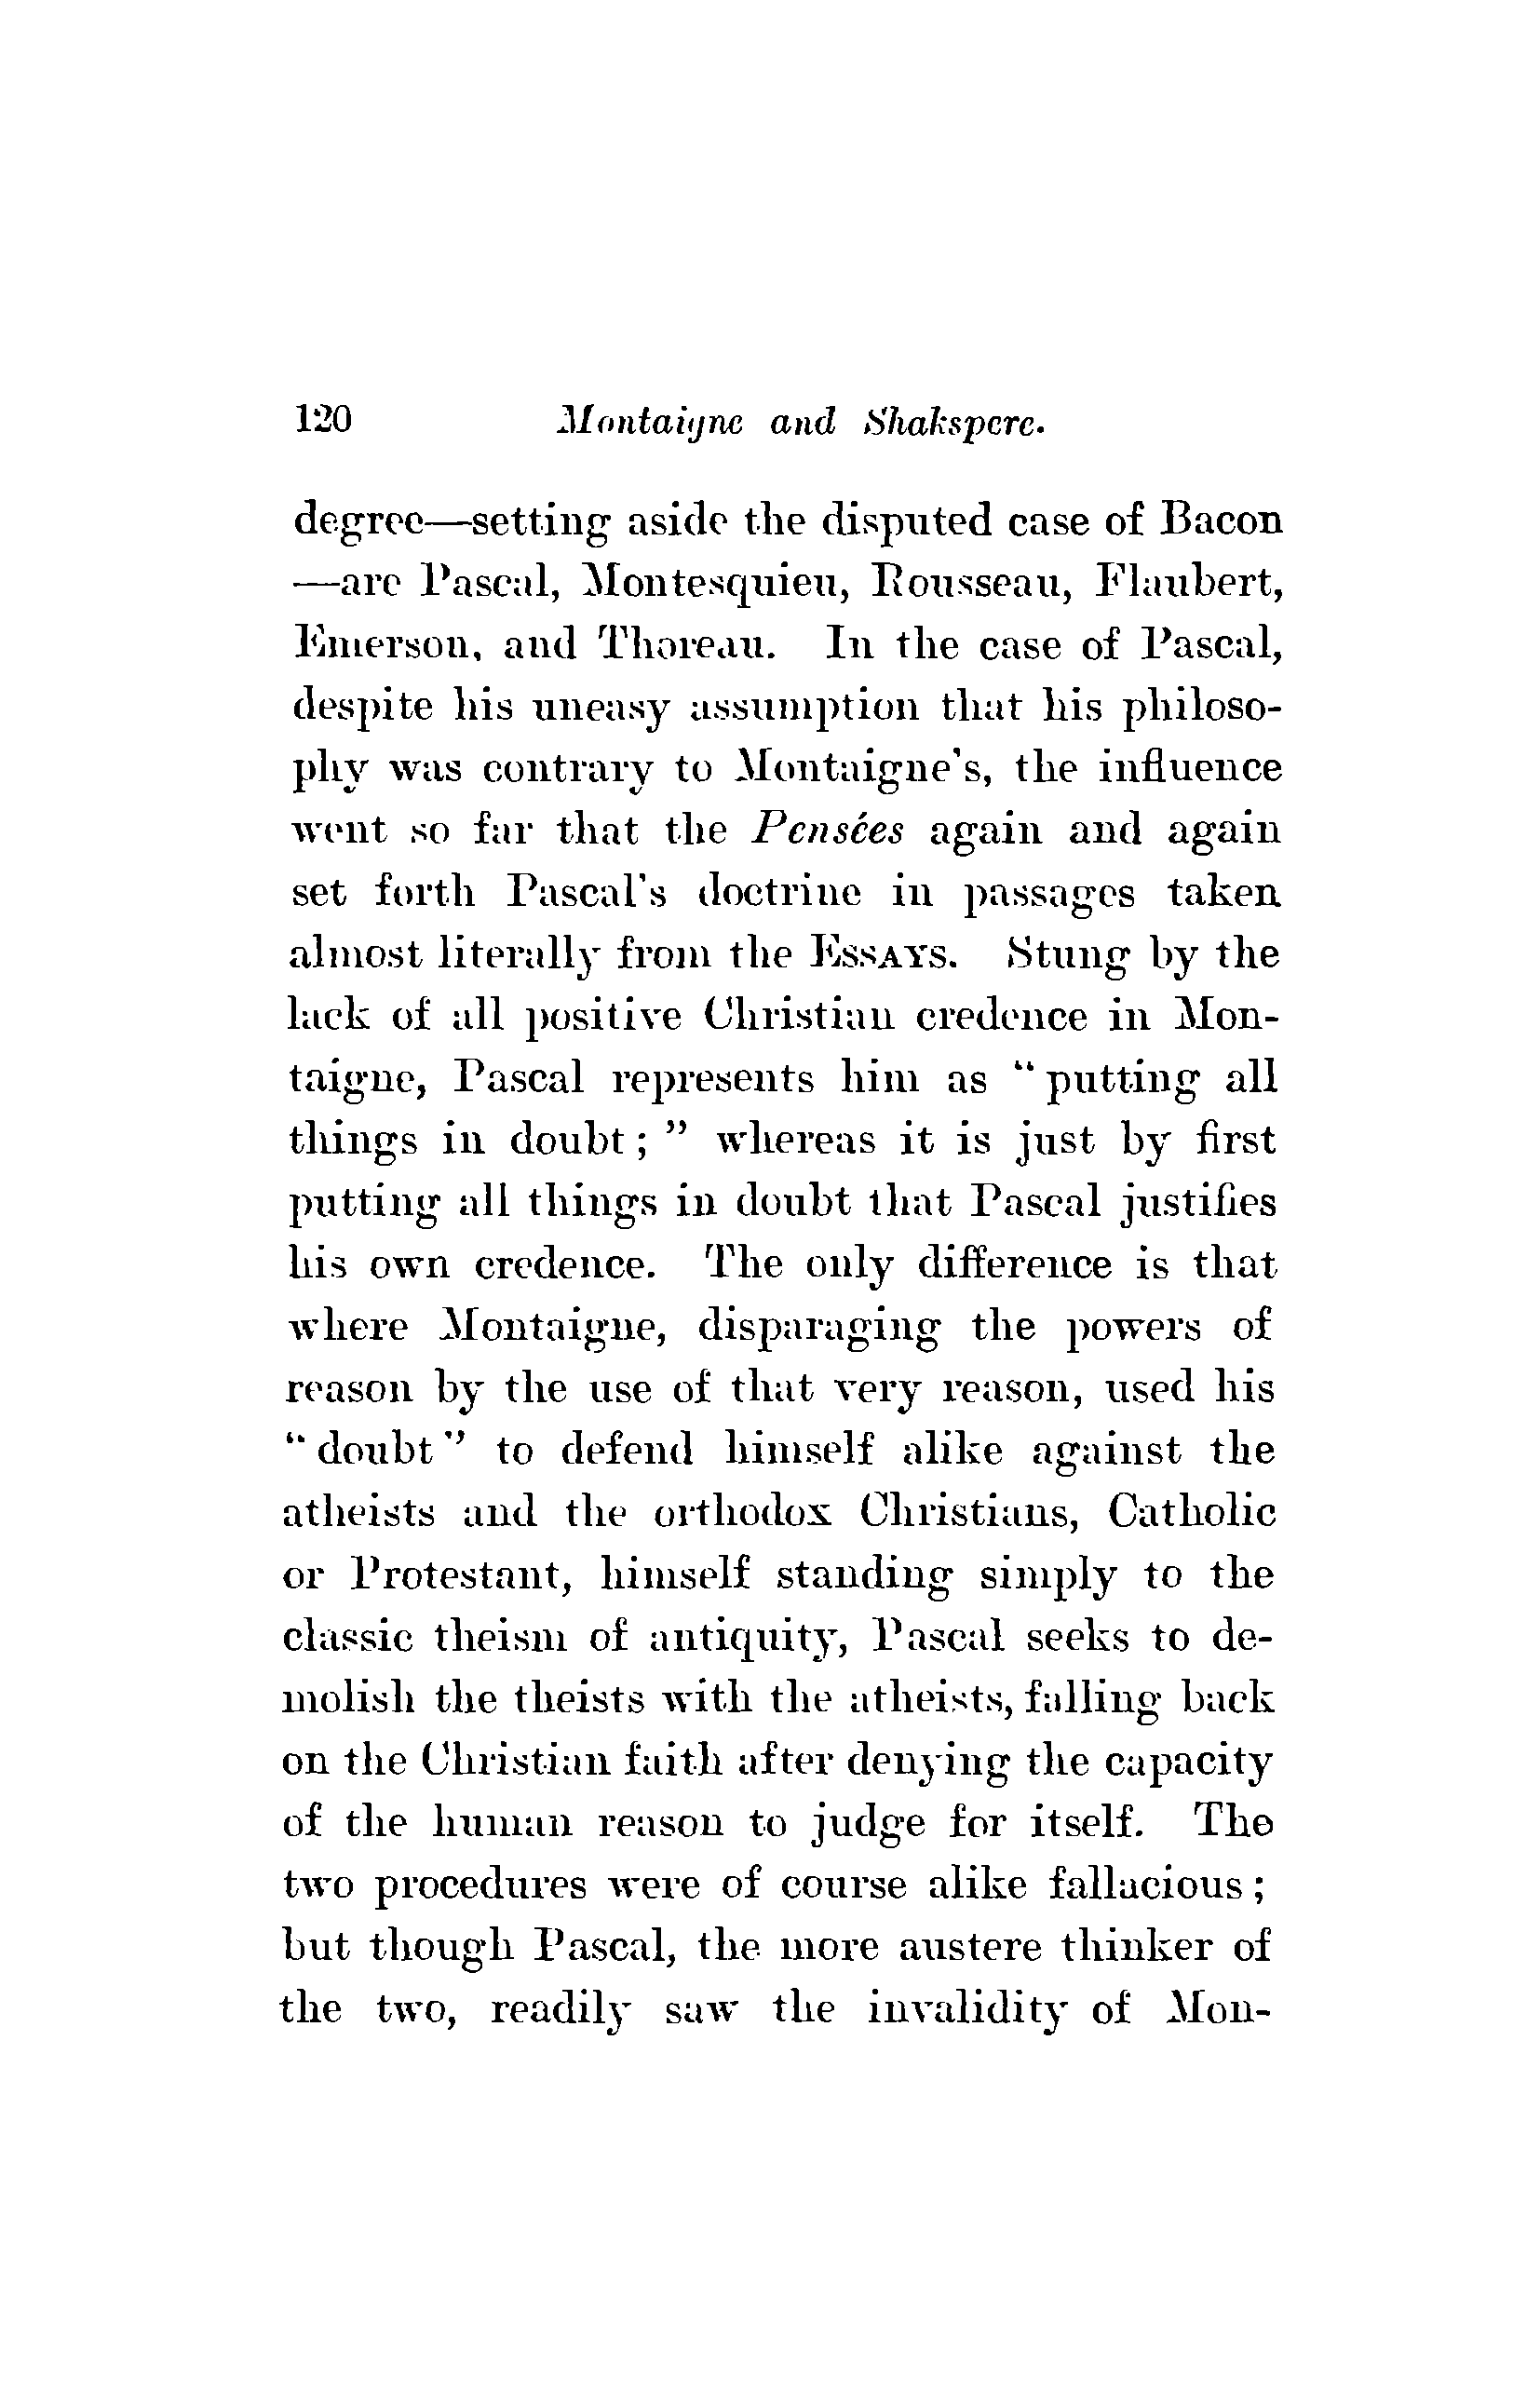 120 Montaigne and Shakspere.
degree—setting aside the disputed case of Bacon
—are Pascal, Montesquieu, Rousseau, Flaubert,
Emerson, and Thoreau. In the case of Pascal,
despite his uneasy assumption that his philoso-
phy was contrary to Montaigne's, the influence
went so far that the Pensées again and again
set forth Pascal's doctrine in passages taken
almost literally from the ESSAYS. Stung by the
lack of all positive Christian credence in Mon-
taigne, Pascal represents him as “putting all
things in doubt; ” whereas it is just by first
putting all things in doubt that Pascal justifies
his own credence. The only difference is that
where Montaigne, disparaging the powers of
reason by the use of that very reason, used his
“doubt” to defend himself alike against the
atheists and the orthodox Christians, Catholic
or Protestant, himself standing simply to the
classic theism of antiquity, Pascal seeks to de-
molish the theists with the atheists, falling back
on the Christian faith after denying the capacity
of the human reason to judge for itself. The
two procedures were of course alike fallacious;
but though Pascal, the more austere thinker of
the two, readily saw the invalidity of Mon-